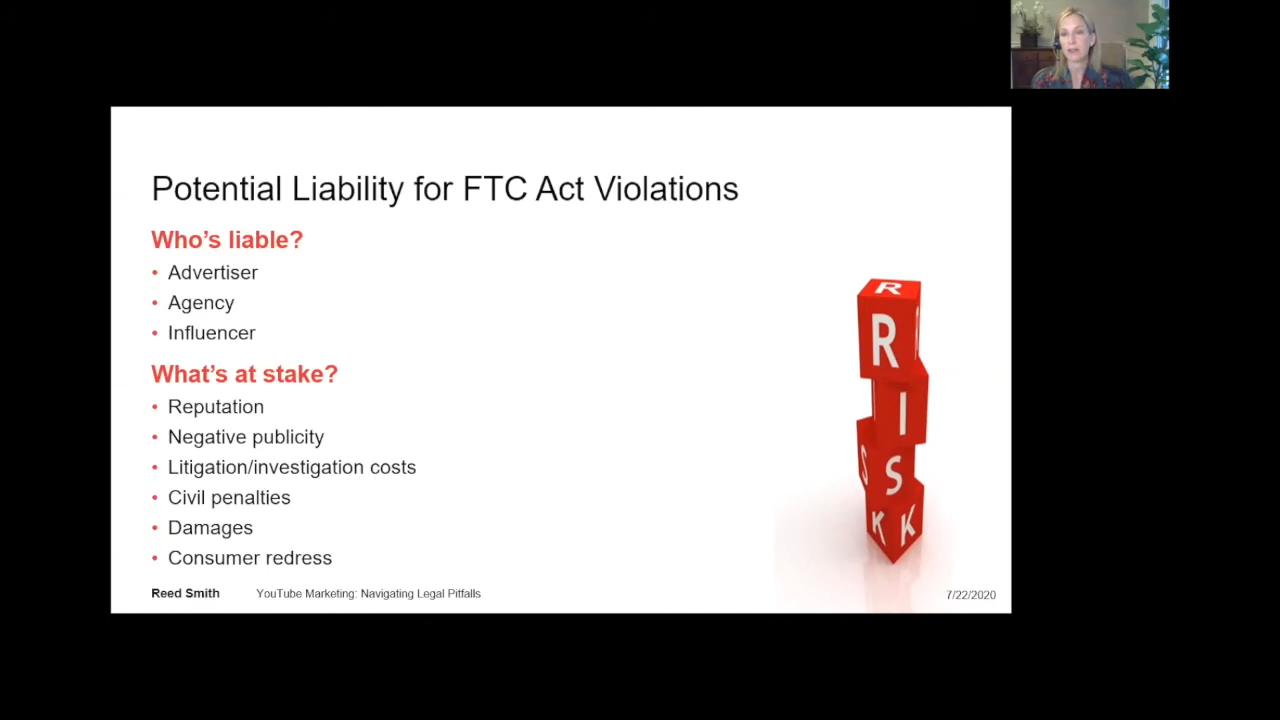 Potential Liability for FTC Act Violations
Who's liable?
• Advertiser
• Agency
• Influencer
What's at stake?
• Reputation
• Negative publicity
• Litigation/investigation costs
• Civil penalties
• Damages
• Consumer redress
R
R
I
S S
K K
Reed Smith YouTube Marketing: Navigating Legal Pitfalls 7/22/2020